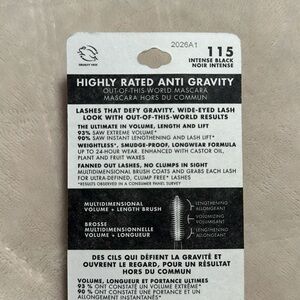 2026A1
115
INTENSE BLACK
NOIR INTENSE
CRUELTY FREE
HIGHLY RATED ANTI GRAVITY
OUT-OF-THIS-WORLD MASCARA
MASCARA HORS DU COMMUN
LASHES THAT DEFY GRAVITY. WIDE-EYED LASH
LOOK WITH OUT-OF-THIS-WORLD RESULTS
THE ULTIMATE IN VOLUME, LENGTH AND LIFT
93% SAW EXTREME VOLUME*
90% SAW INSTANT LENGTHENING AND LASH LIFT*
WEIGHTLESS*, SMUDGE-PROOF, LONGWEAR FORMULA
UP TO 24-HOUR WEAR. ENHANCED WITH CASTOR OIL,
PLANT AND FRUIT WAXES
FANNED OUT LASHES, NO CLUMPS IN SIGHT
MULTIDIMENSIONAL BRUSH COATS AND GRABS EACH LASH
FOR ULTRA-DEFINED, CLUMP FREE* LASHES
*RESULTS OBSERVED IN A CONSUMER PANEL SURVEY
MULTIDIMENSIONAL
VOLUME + LENGTH BRUSH
BROSSE
MULTIDIMENSIONNELLE
VOLUME + LONGUEUR
LENGTHENING
ALLONGEANT
VOLUMIZING
VOLUMISANT
LENGTHENING
ALLONGEANT
DES CILS QUI DÉFIENT LA GRAVITÉ ET
OUVRENT LE REGARD, POUR UN RÉSULTAT
HORS DU COMMUN
VOLUME, LONGUEUR ET PORTANCE ULTIMES
93 % ONT CONSTATÉ UN VOLUME EXTRÊME*
90 % ONT CONSTATÉ UNE PORTANCE ET UN
ALLONGEMENT INSTANTANÉS*